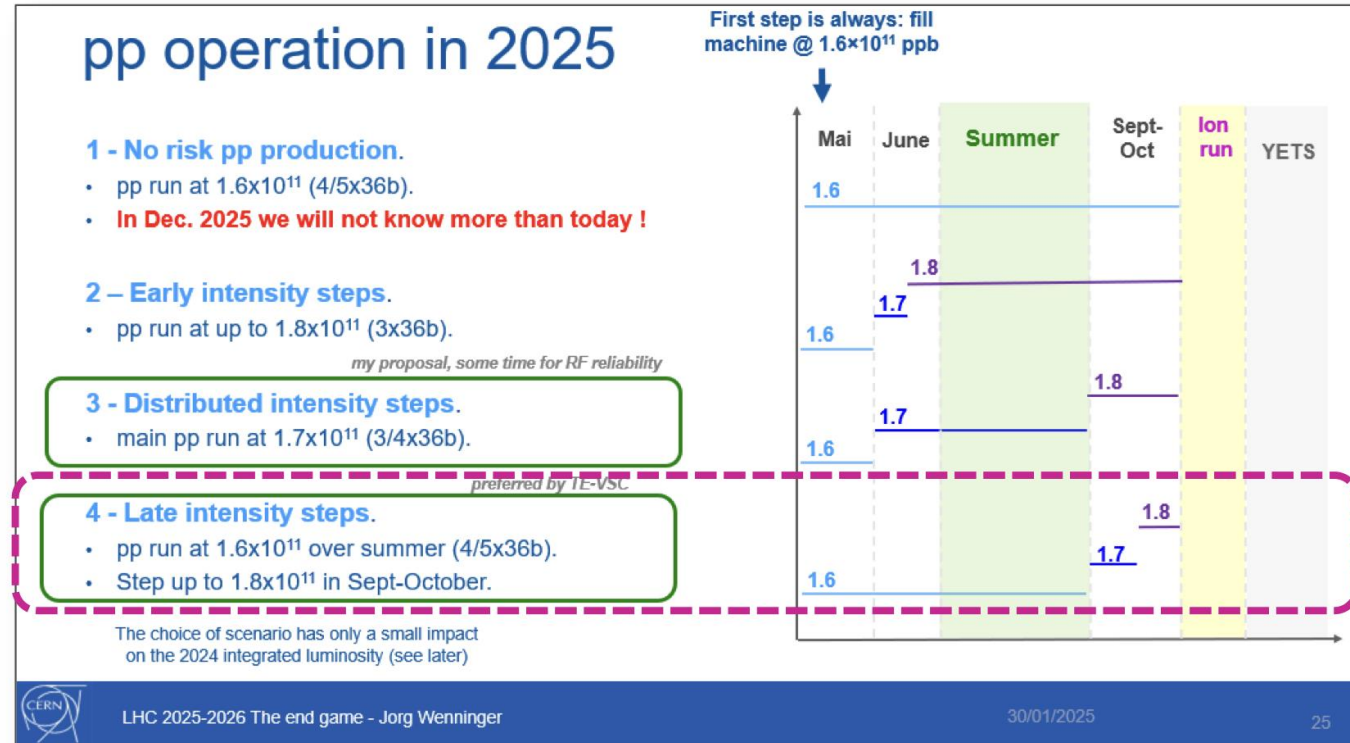 pp operation in 2025
First step is always: fill
machine @ 1.6×10¹¹ ppb
1 - No risk pp production.
• pp run at 1.6x10¹¹ (4/5x36b).
• In Dec. 2025 we will not know more than today !
2 – Early intensity steps.
• pp run at up to 1.8x10¹¹ (3x36b).
my proposal, some time for RF reliability
3 - Distributed intensity steps.
• main pp run at 1.7x10¹¹ (3/4x36b).
preferred by TE-VSC
4 - Late intensity steps.
• pp run at 1.6x10¹¹ over summer (4/5x36b).
• Step up to 1.8x10¹¹ in Sept-October.
The choice of scenario has only a small impact
on the 2024 integrated luminosity (see later)
Mai June Summer Sept-
Oct
Ion
run
YETS
1.6
1.8
1.7
1.6
1.8
1.7
1.6
1.8
1.7
1.6
CERN
LHC 2025-2026 The end game - Jorg Wenninger
30/01/2025
25